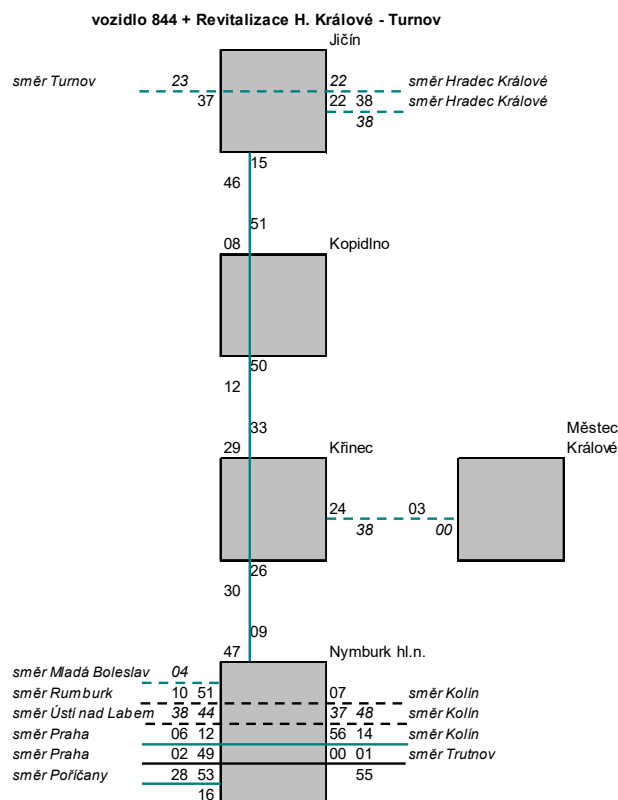 vozidlo 844 + Revitalizace H. Králové - Turnov
Jičín
směr Turnov 23 22 směr Hradec Králové
37 22 38 směr Hradec Králové
38
15
46
51
08 Kopidlno
50
12
33
29 Křinec
Městec
Králové
24 03
38 00
26
30
09
47 Nymburk hl.n.
směr Mladá Boleslav 04
směr Rumburk 10 51 07 směr Kolín
směr Ústí nad Labem 38 44 37 48 směr Kolín
směr Praha 06 12 56 14 směr Kolín
směr Praha 02 49 00 01 směr Trutnov
směr Poříčany 28 53 55
16